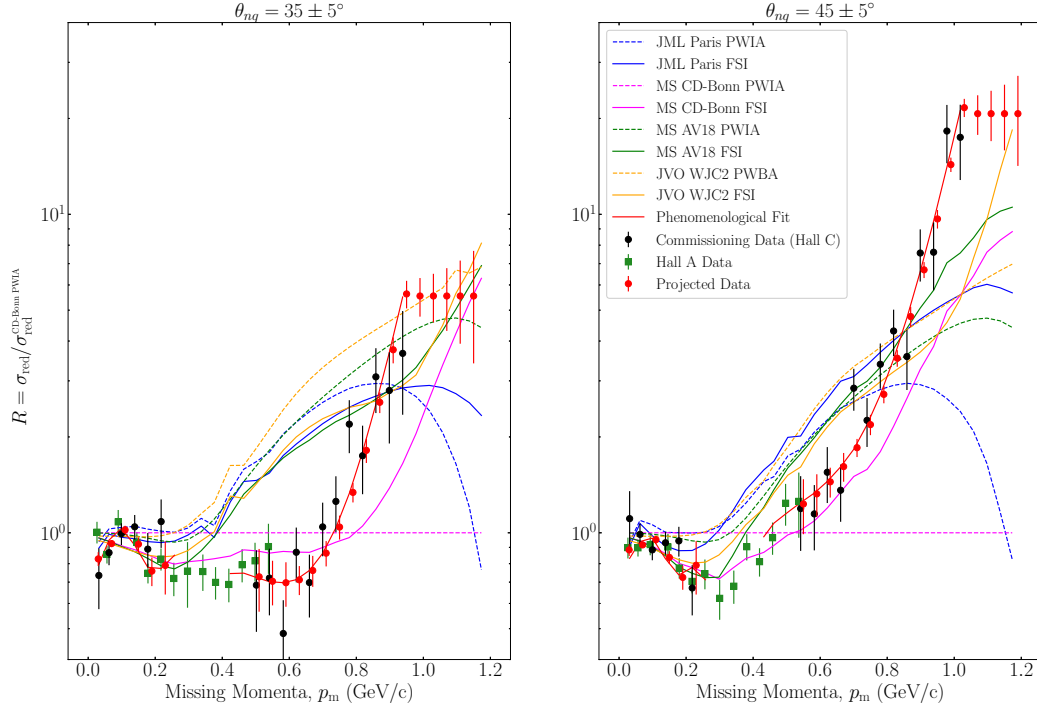 θnq = 35 ± 5°
θnq = 45 ± 5°
R = σred/σred^CD-Bonn PWIA
10¹
10⁰
0.0 0.2 0.4 0.6 0.8 1.0 1.2
Missing Momenta, pm (GeV/c)
JML Paris PWIA
JML Paris FSI
MS CD-Bonn PWIA
MS CD-Bonn FSI
MS AV18 PWIA
MS AV18 FSI
JVO WJC2 PWBA
JVO WJC2 FSI
Phenomenological Fit
Commissioning Data (Hall C)
Hall A Data
Projected Data
10¹
10⁰
0.0 0.2 0.4 0.6 0.8 1.0 1.2
Missing Momenta, pm (GeV/c)